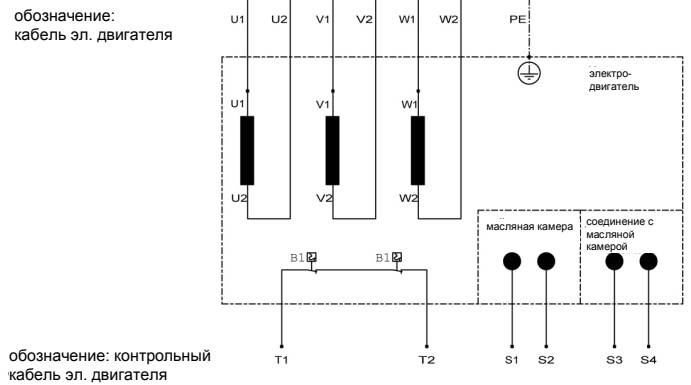 обозначение:
кабель эл. двигателя
U1 U2 V1 V2 W1 W2 PE
электро-
двигатель
U1 V1 W1
U2 V2 W2
масляная камера
соединение с
масляной
камерой
B1 B1
T1 T2 S1 S2 S3 S4
обозначение: контрольный
кабель эл. двигателя